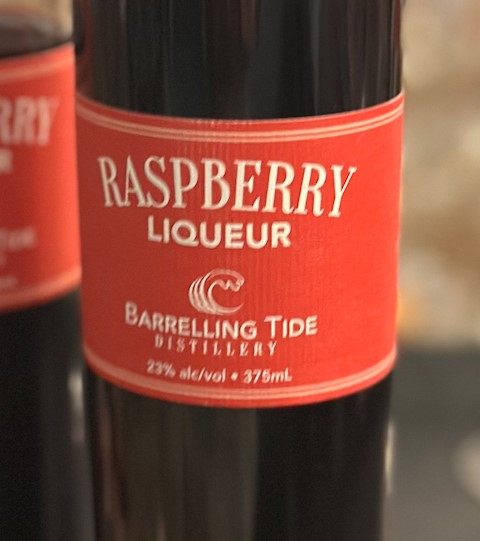 RASPBERRY
LIQUEUR
BARRELLING TIDE
DISTILLERY
23% alc/vol • 375mL